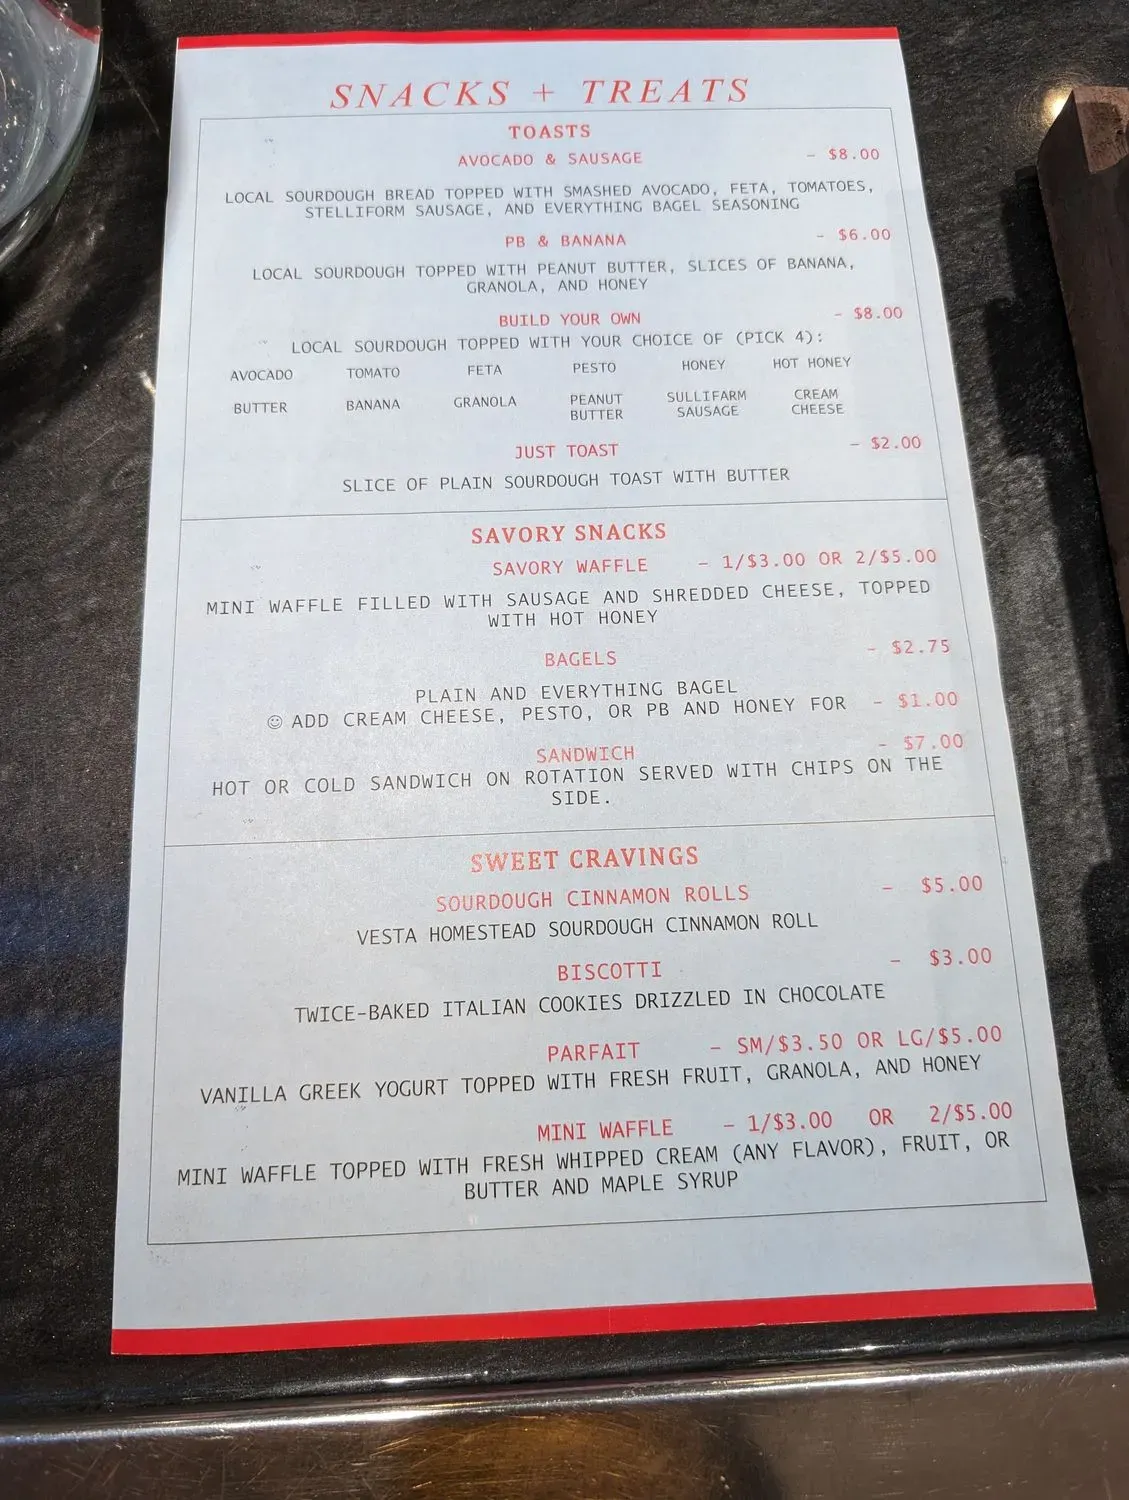 SNACKS + TREATS
TOASTS
AVOCADO & SAUSAGE - $8.00
LOCAL SOURDOUGH BREAD TOPPED WITH SMASHED AVOCADO, FETA, TOMATOES,
STELLIFORM SAUSAGE, AND EVERYTHING BAGEL SEASONING
PB & BANANA - $6.00
LOCAL SOURDOUGH TOPPED WITH PEANUT BUTTER, SLICES OF BANANA,
GRANOLA, AND HONEY
BUILD YOUR OWN - $8.00
LOCAL SOURDOUGH TOPPED WITH YOUR CHOICE OF (PICK 4):
AVOCADO TOMATO FETA PESTO HONEY HOT HONEY
BUTTER BANANA GRANOLA PEANUT BUTTER SULLIFARM SAUSAGE CREAM CHEESE
JUST TOAST - $2.00
SLICE OF PLAIN SOURDOUGH TOAST WITH BUTTER
SAVORY SNACKS
SAVORY WAFFLE - 1/$3.00 OR 2/$5.00
MINI WAFFLE FILLED WITH SAUSAGE AND SHREDDED CHEESE, TOPPED
WITH HOT HONEY
BAGELS - $2.75
PLAIN AND EVERYTHING BAGEL
☺ ADD CREAM CHEESE, PESTO, OR PB AND HONEY FOR - $1.00
SANDWICH - $7.00
HOT OR COLD SANDWICH ON ROTATION SERVED WITH CHIPS ON THE
SIDE.
SWEET CRAVINGS
SOURDOUGH CINNAMON ROLLS - $5.00
VESTA HOMESTEAD SOURDOUGH CINNAMON ROLL
BISCOTTI - $3.00
TWICE-BAKED ITALIAN COOKIES DRIZZLED IN CHOCOLATE
PARFAIT - SM/$3.50 OR LG/$5.00
VANILLA GREEK YOGURT TOPPED WITH FRESH FRUIT, GRANOLA, AND HONEY
MINI WAFFLE - 1/$3.00 OR 2/$5.00
MINI WAFFLE TOPPED WITH FRESH WHIPPED CREAM (ANY FLAVOR), FRUIT, OR
BUTTER AND MAPLE SYRUP